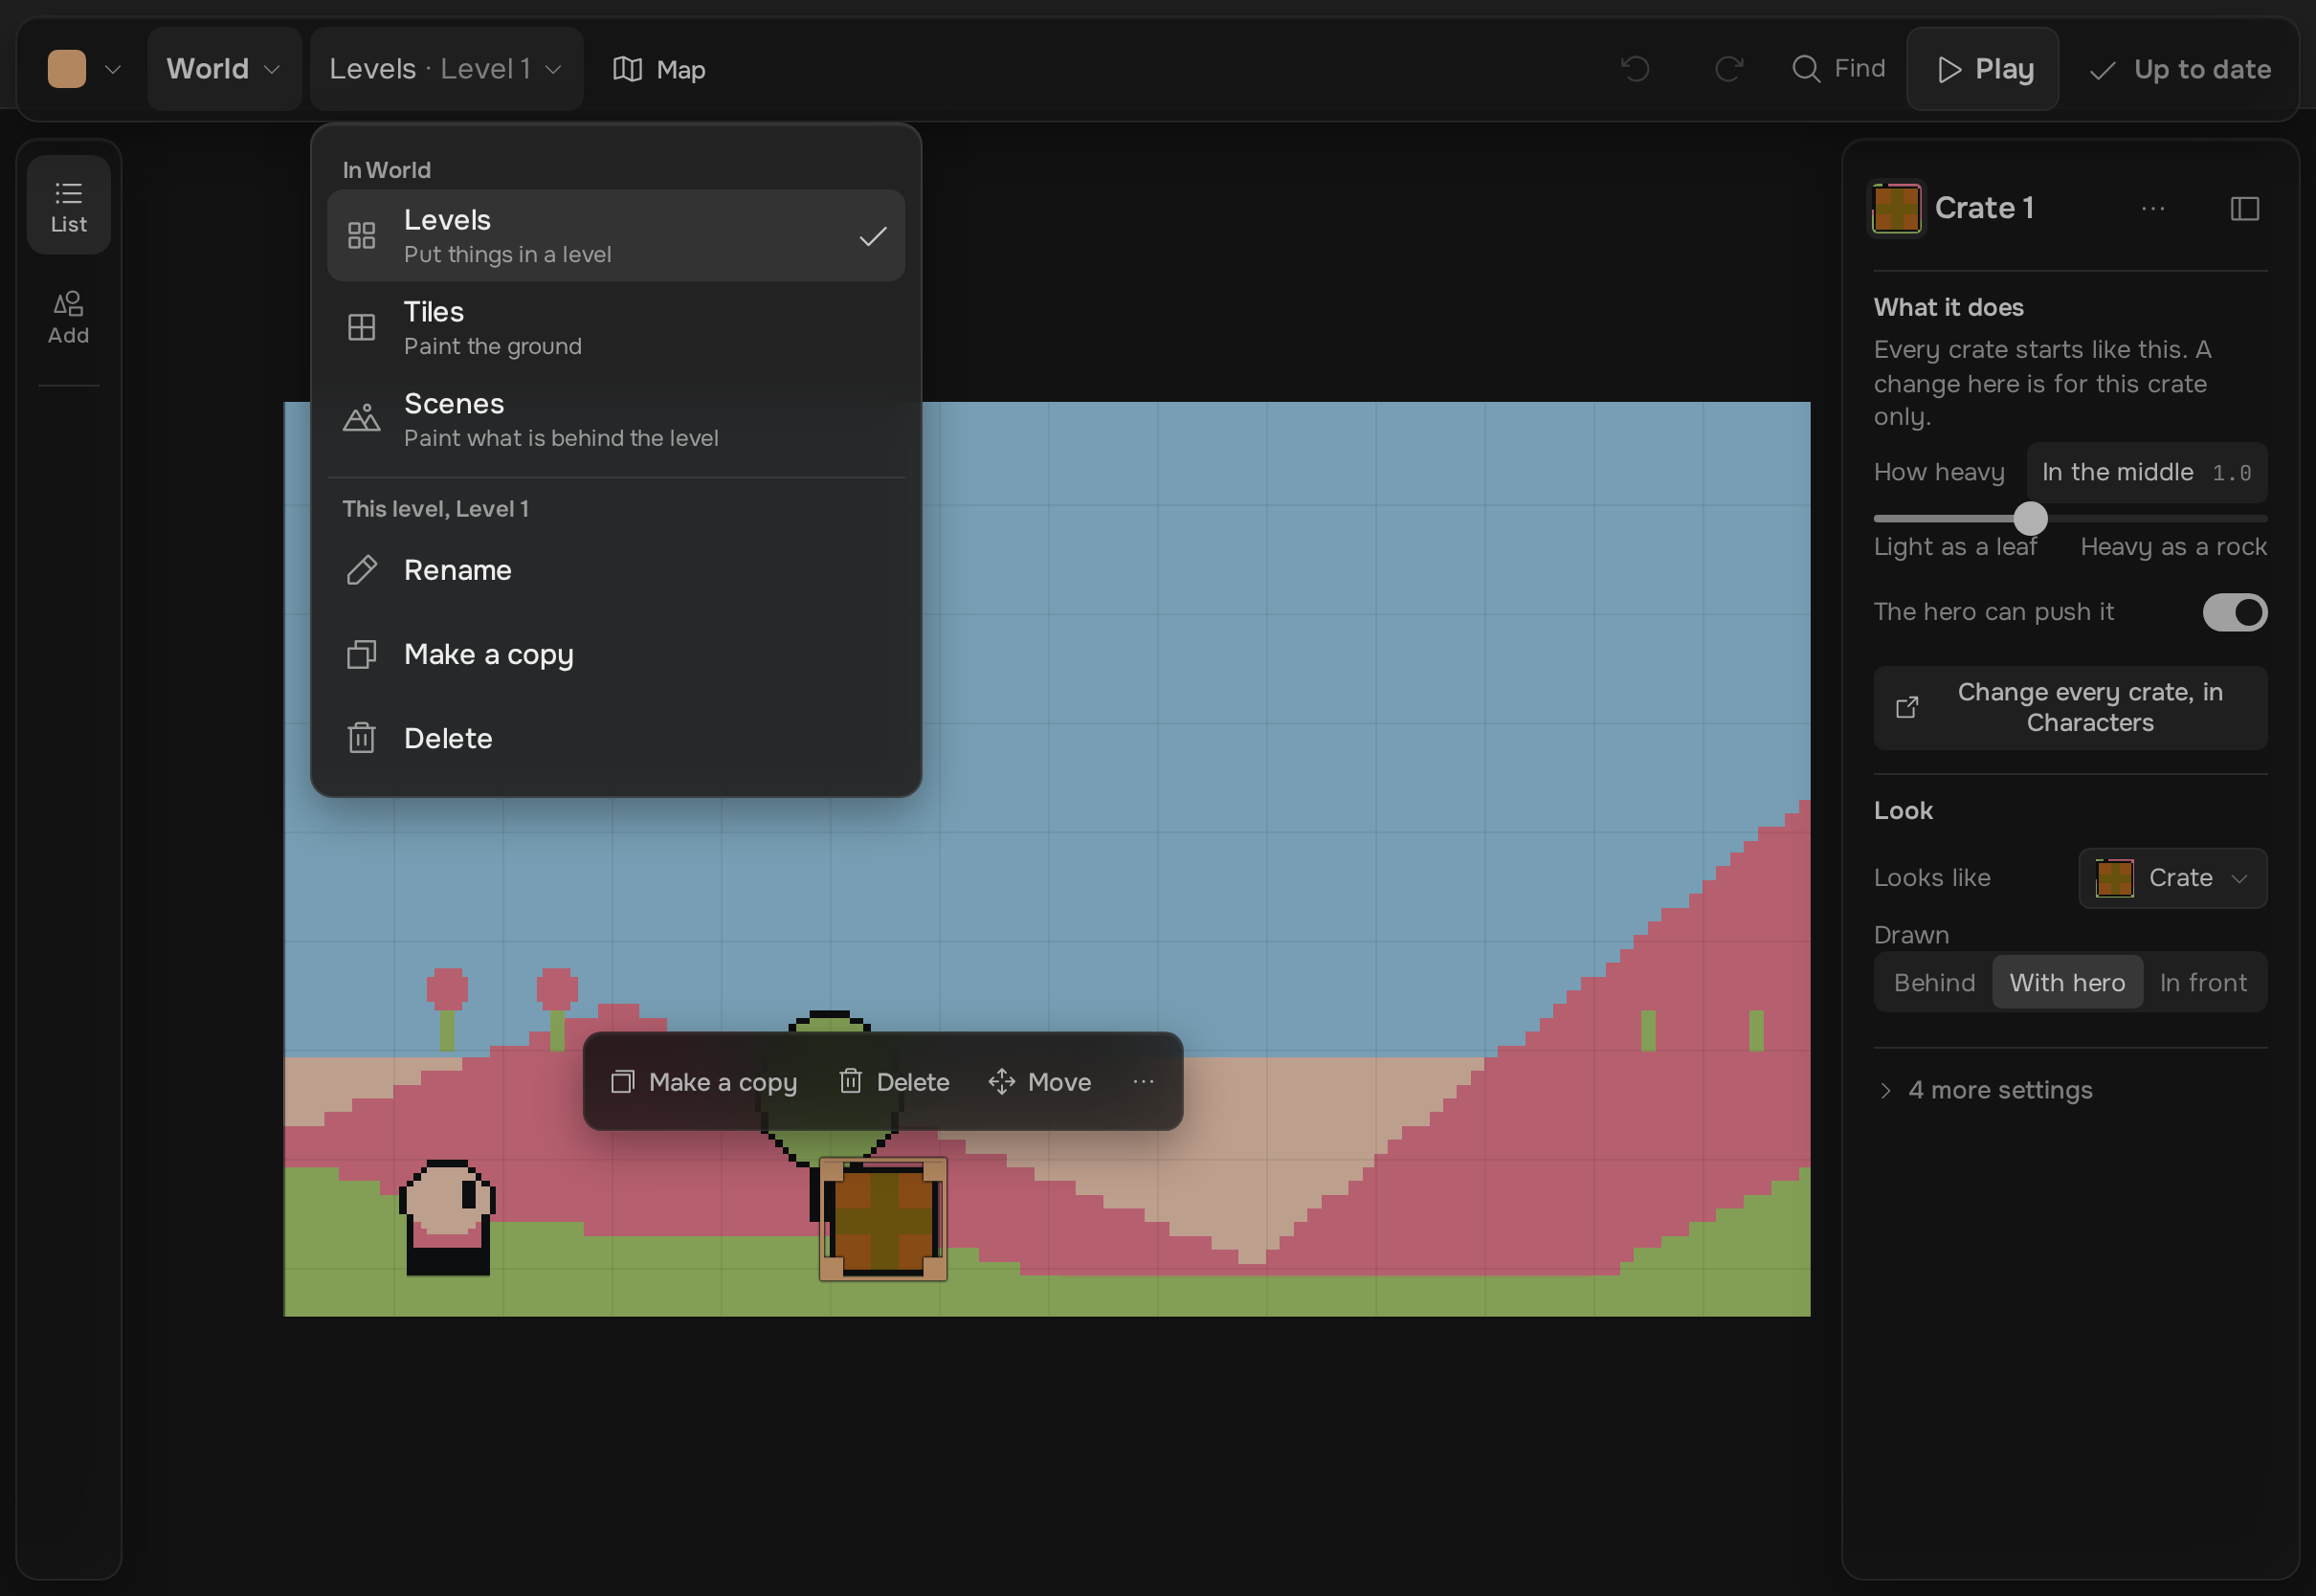 World
Levels · Level 1
Map
Find
Play
Up to date
List
Add
In World
Levels
Put things in a level
Tiles
Paint the ground
Scenes
Paint what is behind the level
This level, Level 1
Rename
Make a copy
Delete
Make a copy
Delete
Move
Crate 1
What it does
Every crate starts like this. A
change here is for this crate
only.
How heavy
In the middle 1.0
Light as a leaf
Heavy as a rock
The hero can push it
Change every crate, in
Characters
Look
Looks like
Crate
Drawn
Behind
With hero
In front
4 more settings